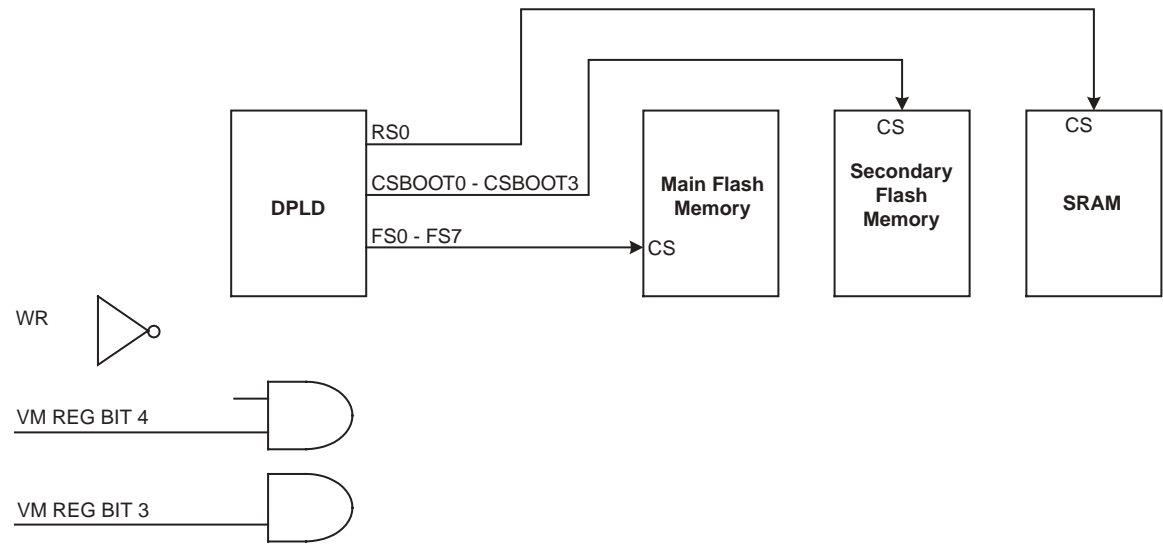 RS0
CS
CS
CSBOOT0 - CSBOOT3
DPLD
Main Flash
Memory
Secondary
Flash
Memory
SRAM
FS0 - FS7
CS
WR
VM REG BIT 4
VM REG BIT 3